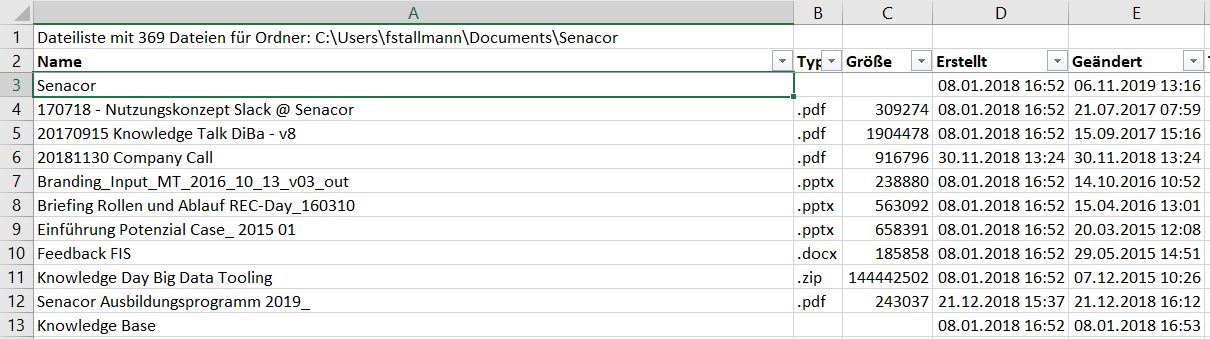 A B C D E
1 Dateiliste mit 369 Dateien für Ordner: C:\Users\fstallmann\Documents\Senacor
2 Name Typ Größe Erstellt Geändert
3 Senacor 08.01.2018 16:52 06.11.2019 13:16
4 170718 - Nutzungskonzept Slack @ Senacor .pdf 309274 08.01.2018 16:52 21.07.2017 07:59
5 20170915 Knowledge Talk DiBa - v8 .pdf 1904478 08.01.2018 16:52 15.09.2017 15:16
6 20181130 Company Call .pdf 916796 30.11.2018 13:24 30.11.2018 13:24
7 Branding_Input_MT_2016_10_13_v03_out .pptx 238880 08.01.2018 16:52 14.10.2016 10:52
8 Briefing Rollen und Ablauf REC-Day_160310 .pptx 563092 08.01.2018 16:52 15.04.2016 13:01
9 Einführung Potenzial Case_ 2015 01 .pptx 658391 08.01.2018 16:52 20.03.2015 12:08
10 Feedback FIS .docx 185858 08.01.2018 16:52 29.05.2015 14:51
11 Knowledge Day Big Data Tooling .zip 144442502 08.01.2018 16:52 07.12.2015 10:26
12 Senacor Ausbildungsprogramm 2019_ .pdf 243037 21.12.2018 15:37 21.12.2018 16:12
13 Knowledge Base 08.01.2018 16:52 08.01.2018 16:53